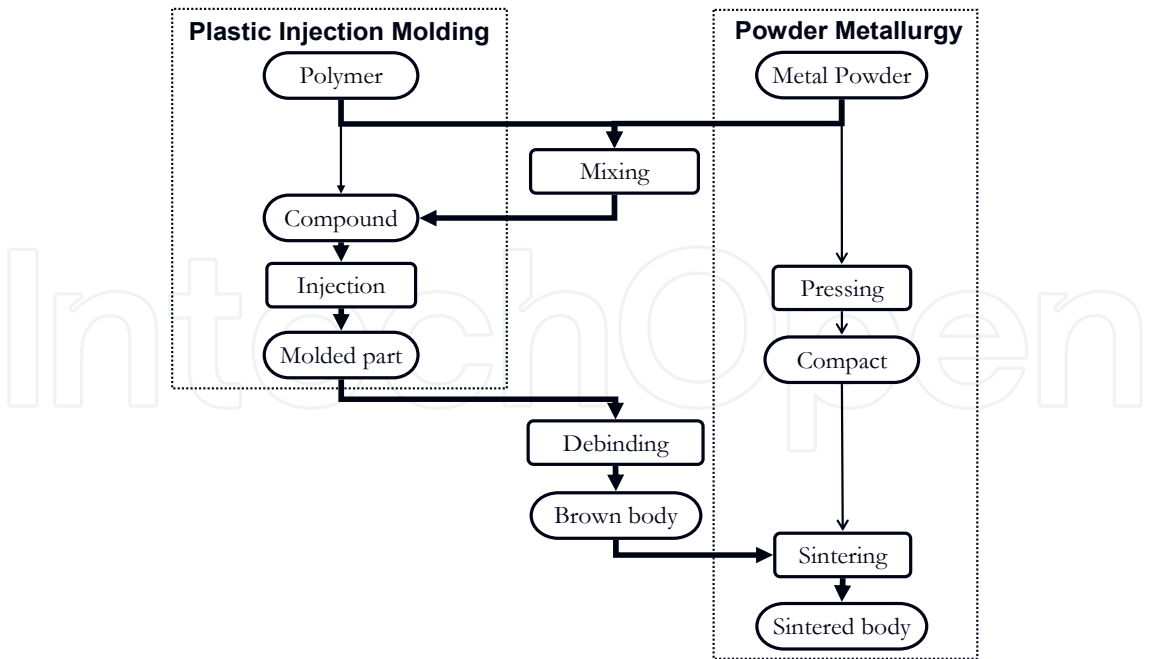 Plastic Injection Molding
Powder Metallurgy
Polymer
Metal Powder
Mixing
Compound
Injection
Pressing
Molded part
Compact
Debinding
Brown body
Sintering
Sintered body
IntechOpen